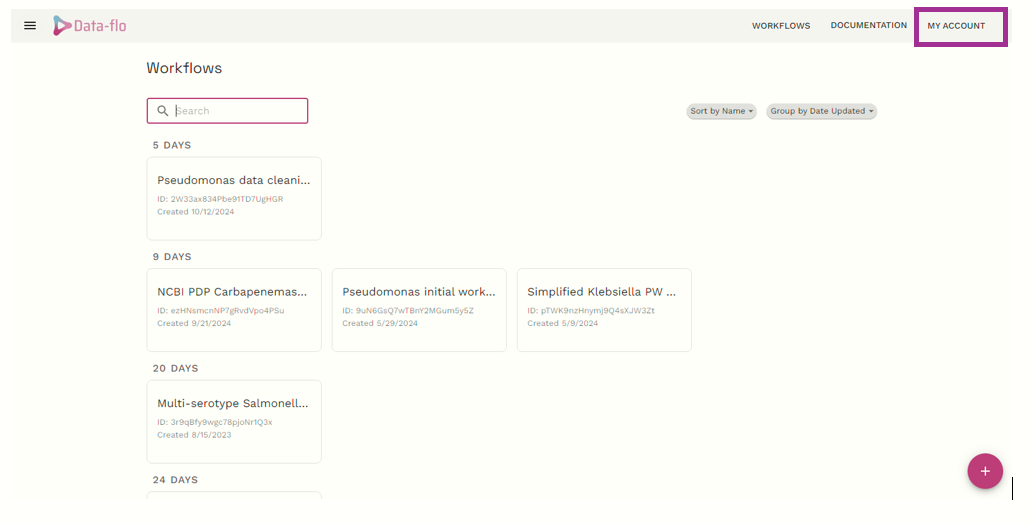 Data-flo
WORKFLOWS
DOCUMENTATION
MY ACCOUNT
Workflows
Search
Sort by Name
Group by Date Updated
5 DAYS
Pseudomonas data cleani...
ID: 2W33ax834Pbe91TD7UgHGR
Created 10/12/2024
9 DAYS
NCBI PDP Carbapenemas...
ID: ezHNsmcnNP7gRvdVpo4PSu
Created 9/21/2024
Pseudomonas initial work...
ID: 9uN6GsQ7wTBnY2MGum5y5Z
Created 5/29/2024
Simplified Klebsiella PW ...
ID: pTWK9nzHnymj9Q4sXJW3Zt
Created 5/9/2024
20 DAYS
Multi-serotype Salmonell...
ID: 3r9qBfy9wgc78pjoNr1Q3x
Created 8/15/2023
24 DAYS